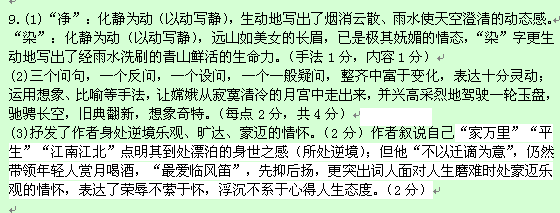 9.(1)“净”：化静为动（以动写静），生动地写出了烟消云散、雨水使天空澄清的动态感。
“染”：化静为动（以动写静），远山如美女的长眉，已是极其妖媚的情态，“染”字更生
动地写出了经雨水洗刷的青山鲜活的生命力。（手法1分，内容1分）
(2)三个问句，一个反问，一个设问，一个一般疑问，整齐中富于变化，表达十分灵动；
运用想象、比喻等手法，让嫦娥从寂寞清冷的月宫中走出来，并兴高采烈地驾驶一轮玉盘，
驰骋长空，旧典翻新，想象奇特。（每点2分，共4分）
(3)抒发了作者身处逆境乐观、旷达、豪迈的情怀。（2分）作者叙说自己“家万里”“平
生”“江南江北”点明其到处漂泊的身世之感（所处逆境）；但他“不以迁谪为意”，仍然
带领年轻人赏月喝酒，“最爱临风笛”，先抑后扬，更突出词人面对人生磨难时处豪迈乐
观的情怀，表达了荣辱不萦于怀，浮沉不系于心得人生态度。（2分）